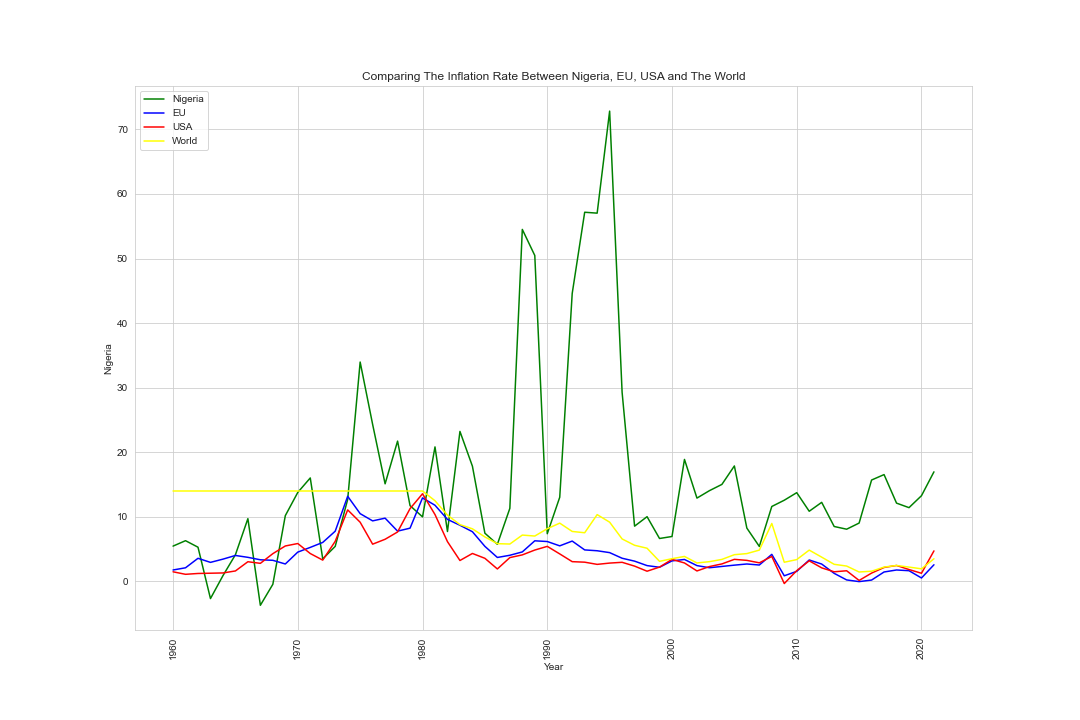 Comparing The Inflation Rate Between Nigeria, EU, USA and The World
Nigeria
EU
USA
World
70
60
50
40
30
20
10
0
Nigeria
1960
1970
1980
1990
2000
2010
2020
Year